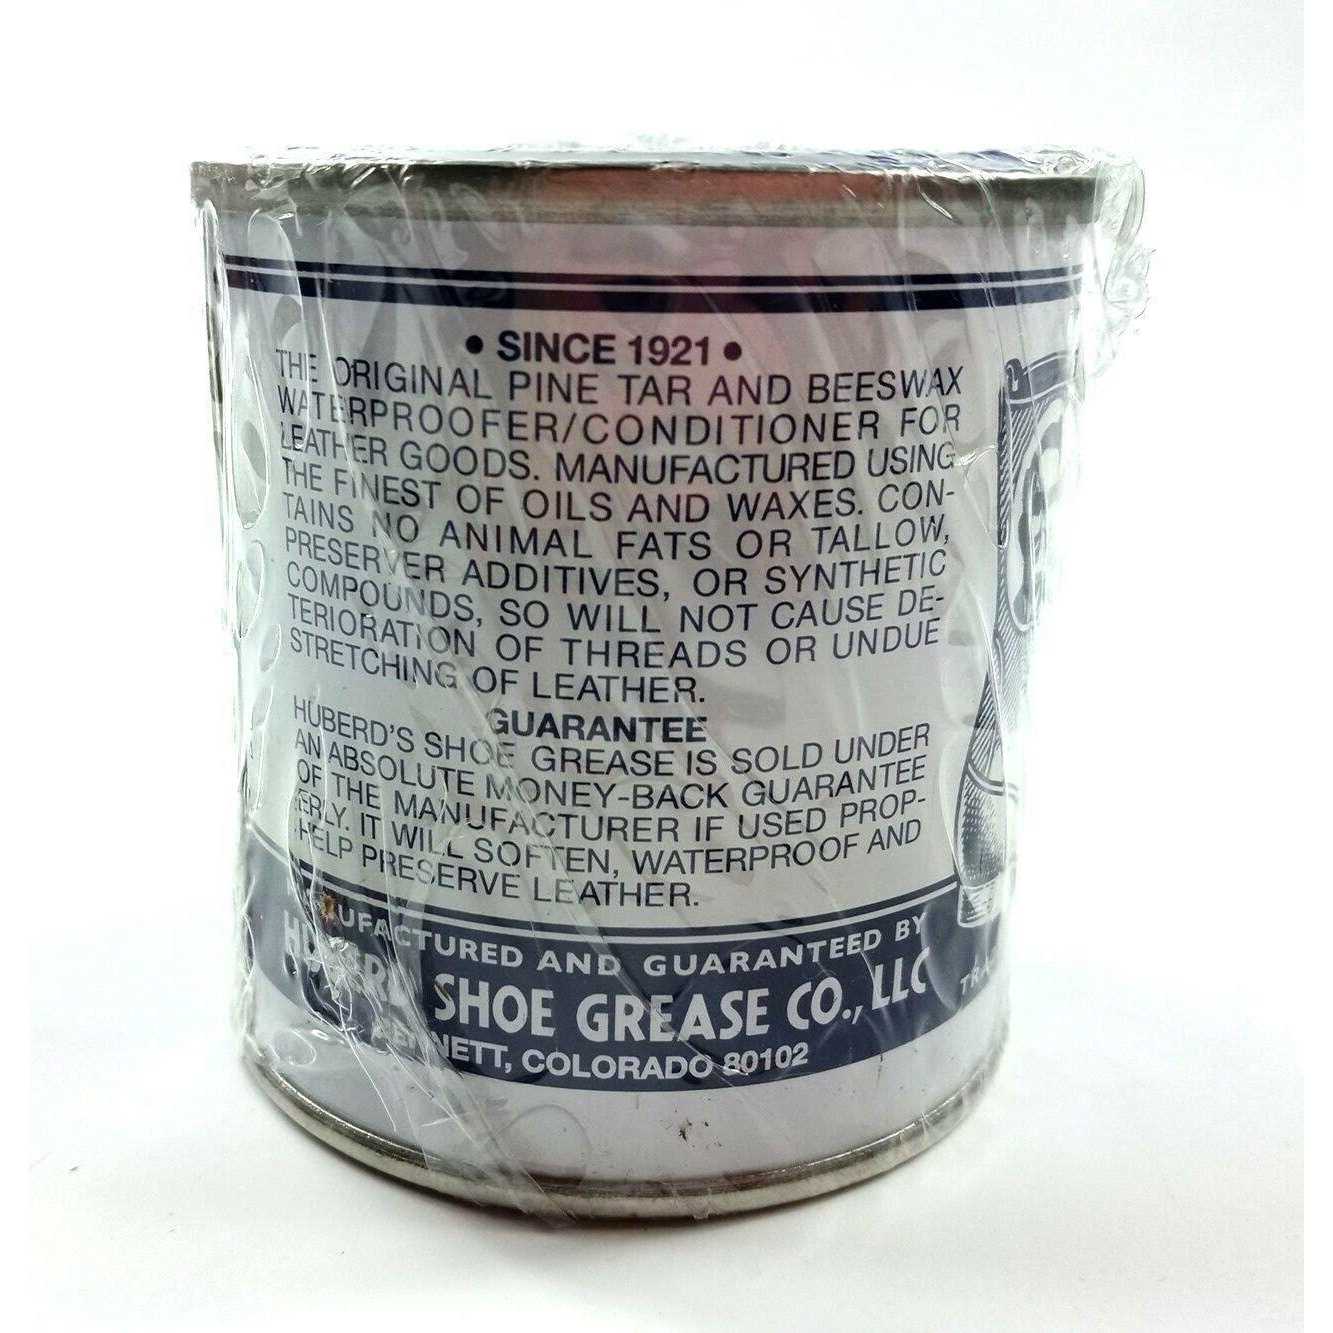 • SINCE 1921 •
THE ORIGINAL PINE TAR AND BEESWAX
WATERPROOFER/CONDITIONER FOR
LEATHER GOODS. MANUFACTURED USING
THE FINEST OF OILS AND WAXES. CON-
TAINS NO ANIMAL FATS OR TALLOW,
PRESERVER ADDITIVES, OR SYNTHETIC
COMPOUNDS, SO WILL NOT CAUSE DE-
TERIORATION OF THREADS OR UNDUE
STRETCHING OF LEATHER.
GUARANTEE
HUBERD'S SHOE GREASE IS SOLD UNDER
AN ABSOLUTE MONEY-BACK GUARANTEE
OF THE MANUFACTURER IF USED PROP-
ERLY. IT WILL SOFTEN, WATERPROOF AND
HELP PRESERVE LEATHER.
MANUFACTURED AND GUARANTEED BY
HUBERD SHOE GREASE CO., LLC
BENNETT, COLORADO 80102